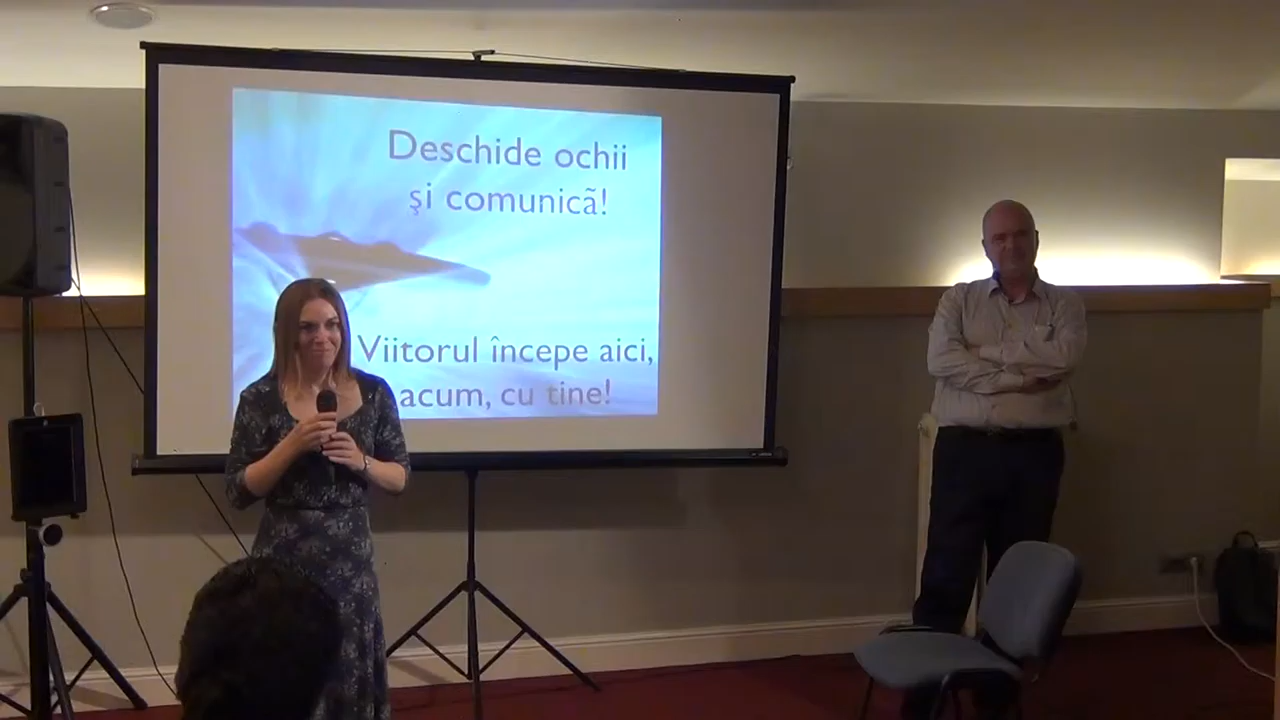 Deschide ochii
şi comunicã!
Viitorul începe aici,
acum, cu tine!